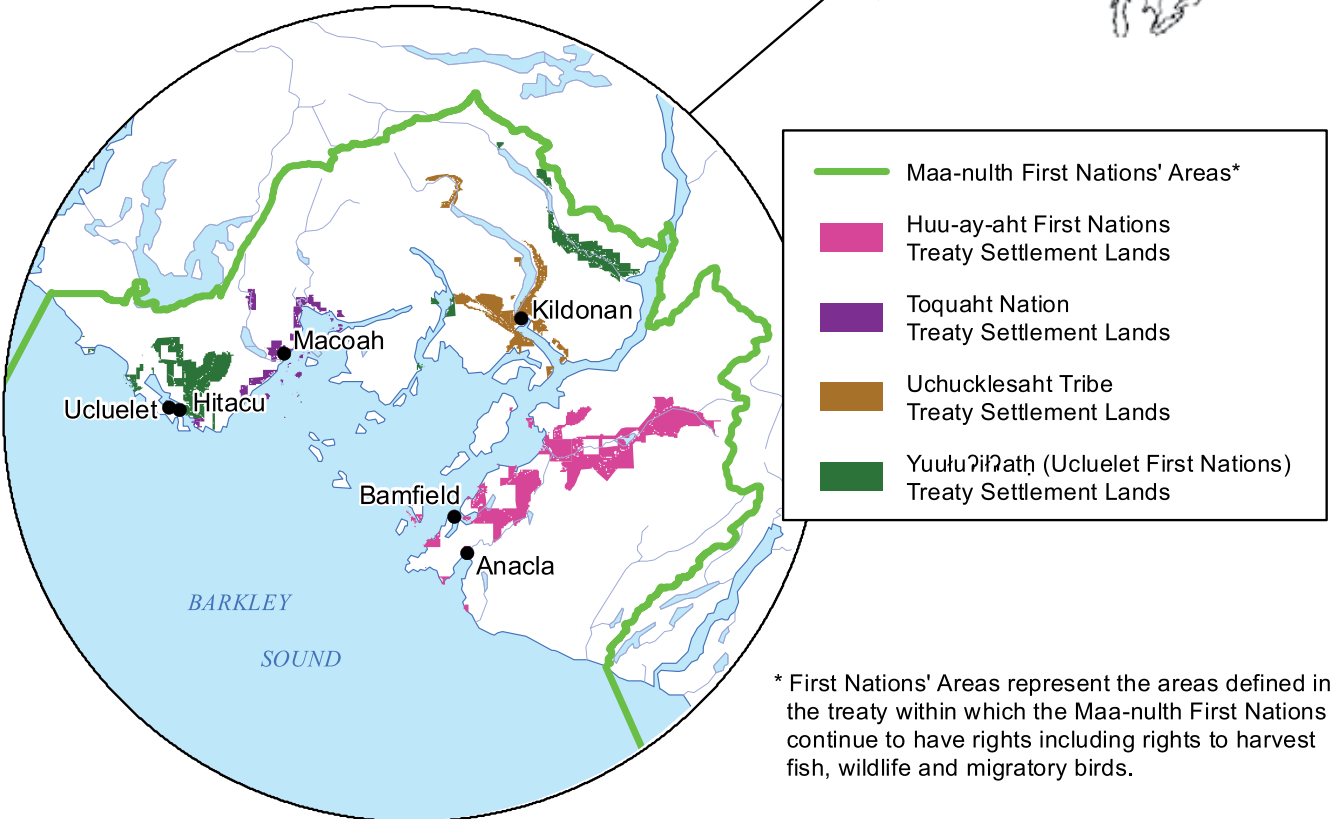 Kildonan
Macoah
Ucluelet
Hitacu
Bamfield
Anacla
BARKLEY
SOUND
Maa-nulth First Nations' Areas*
Huu-ay-aht First Nations
Treaty Settlement Lands
Toquaht Nation
Treaty Settlement Lands
Uchucklesaht Tribe
Treaty Settlement Lands
Yuułuʔiłʔatḥ (Ucluelet First Nations)
Treaty Settlement Lands
* First Nations' Areas represent the areas defined in
the treaty within which the Maa-nulth First Nations
continue to have rights including rights to harvest
fish, wildlife and migratory birds.